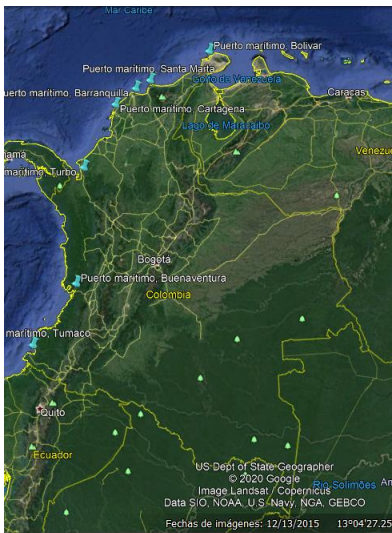 Mar Caribe
Puerto marítimo, Bolivar
Puerto marítimo, Santa Marta
Golfo de Venezuela
uerto marítimo, Barranquilla
Caracas
Puerto marítimo, Cartagena
Lago de Maracaibo
namá
Venezue
marítimo, Turbo
Bogotá
Puerto marítimo, Buenaventura
Colombia
marítimo, Tumaco
Quito
Ecuador
US Dept of State Geographer
© 2020 Google
Image Landsat / Copernicus
Rio Solimões
Data SIO, NOAA, U.S. Navy, NGA, GEBCO
Fechas de imágenes: 12/13/2015 13°04'27.25